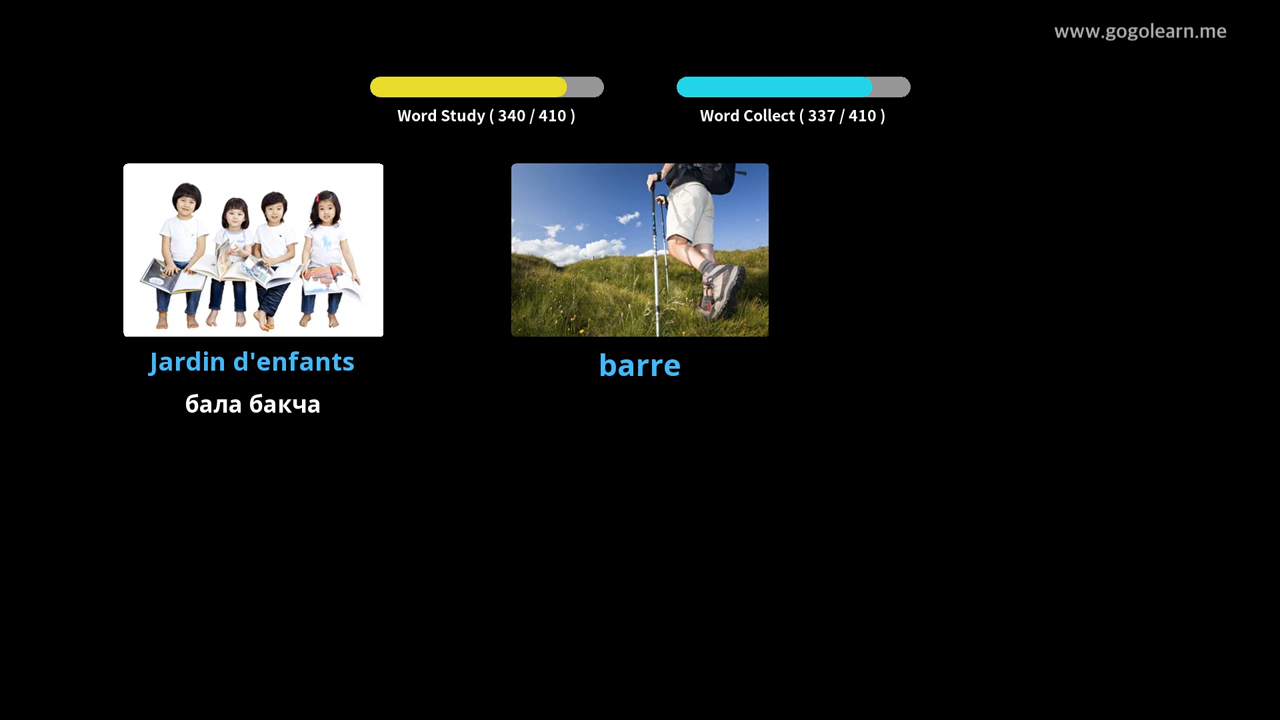 www.gogolearn.me
Word Study ( 340 / 410 )
Word Collect ( 337 / 410 )
Jardin d'enfants
бала бакча
barre